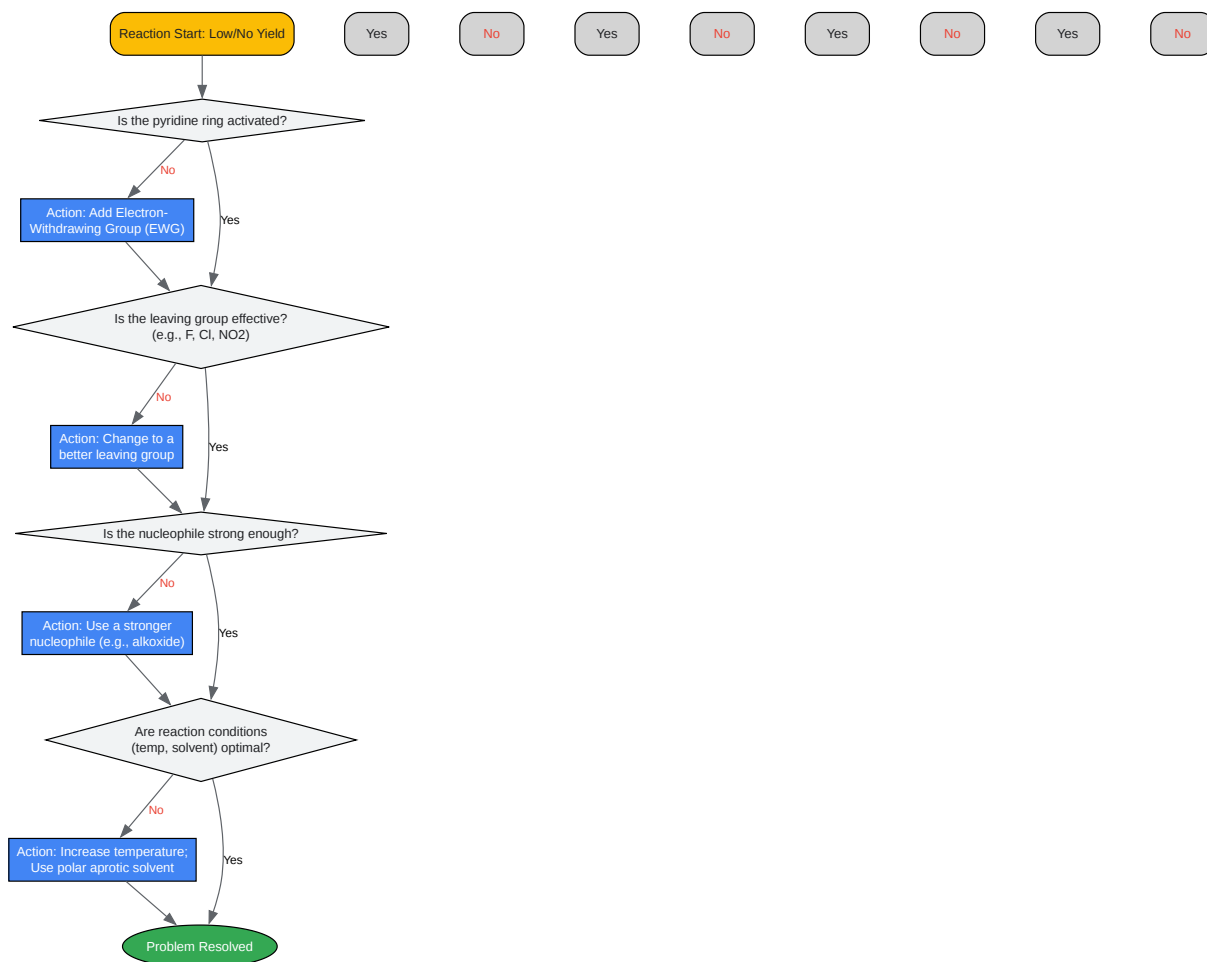 Reaction Start: Low/No Yield
Yes
No
Yes
No
Yes
No
Yes
No
Is the pyridine ring activated?
No
Action: Add Electron-
Withdrawing Group (EWG)
Yes
Is the leaving group effective?
(e.g., F, Cl, NO2)
No
Action: Change to a
better leaving group
Yes
Is the nucleophile strong enough?
No
Action: Use a stronger
nucleophile (e.g., alkoxide)
Yes
Are reaction conditions
(temp, solvent) optimal?
No
Action: Increase temperature;
Use polar aprotic solvent
Yes
Problem Resolved